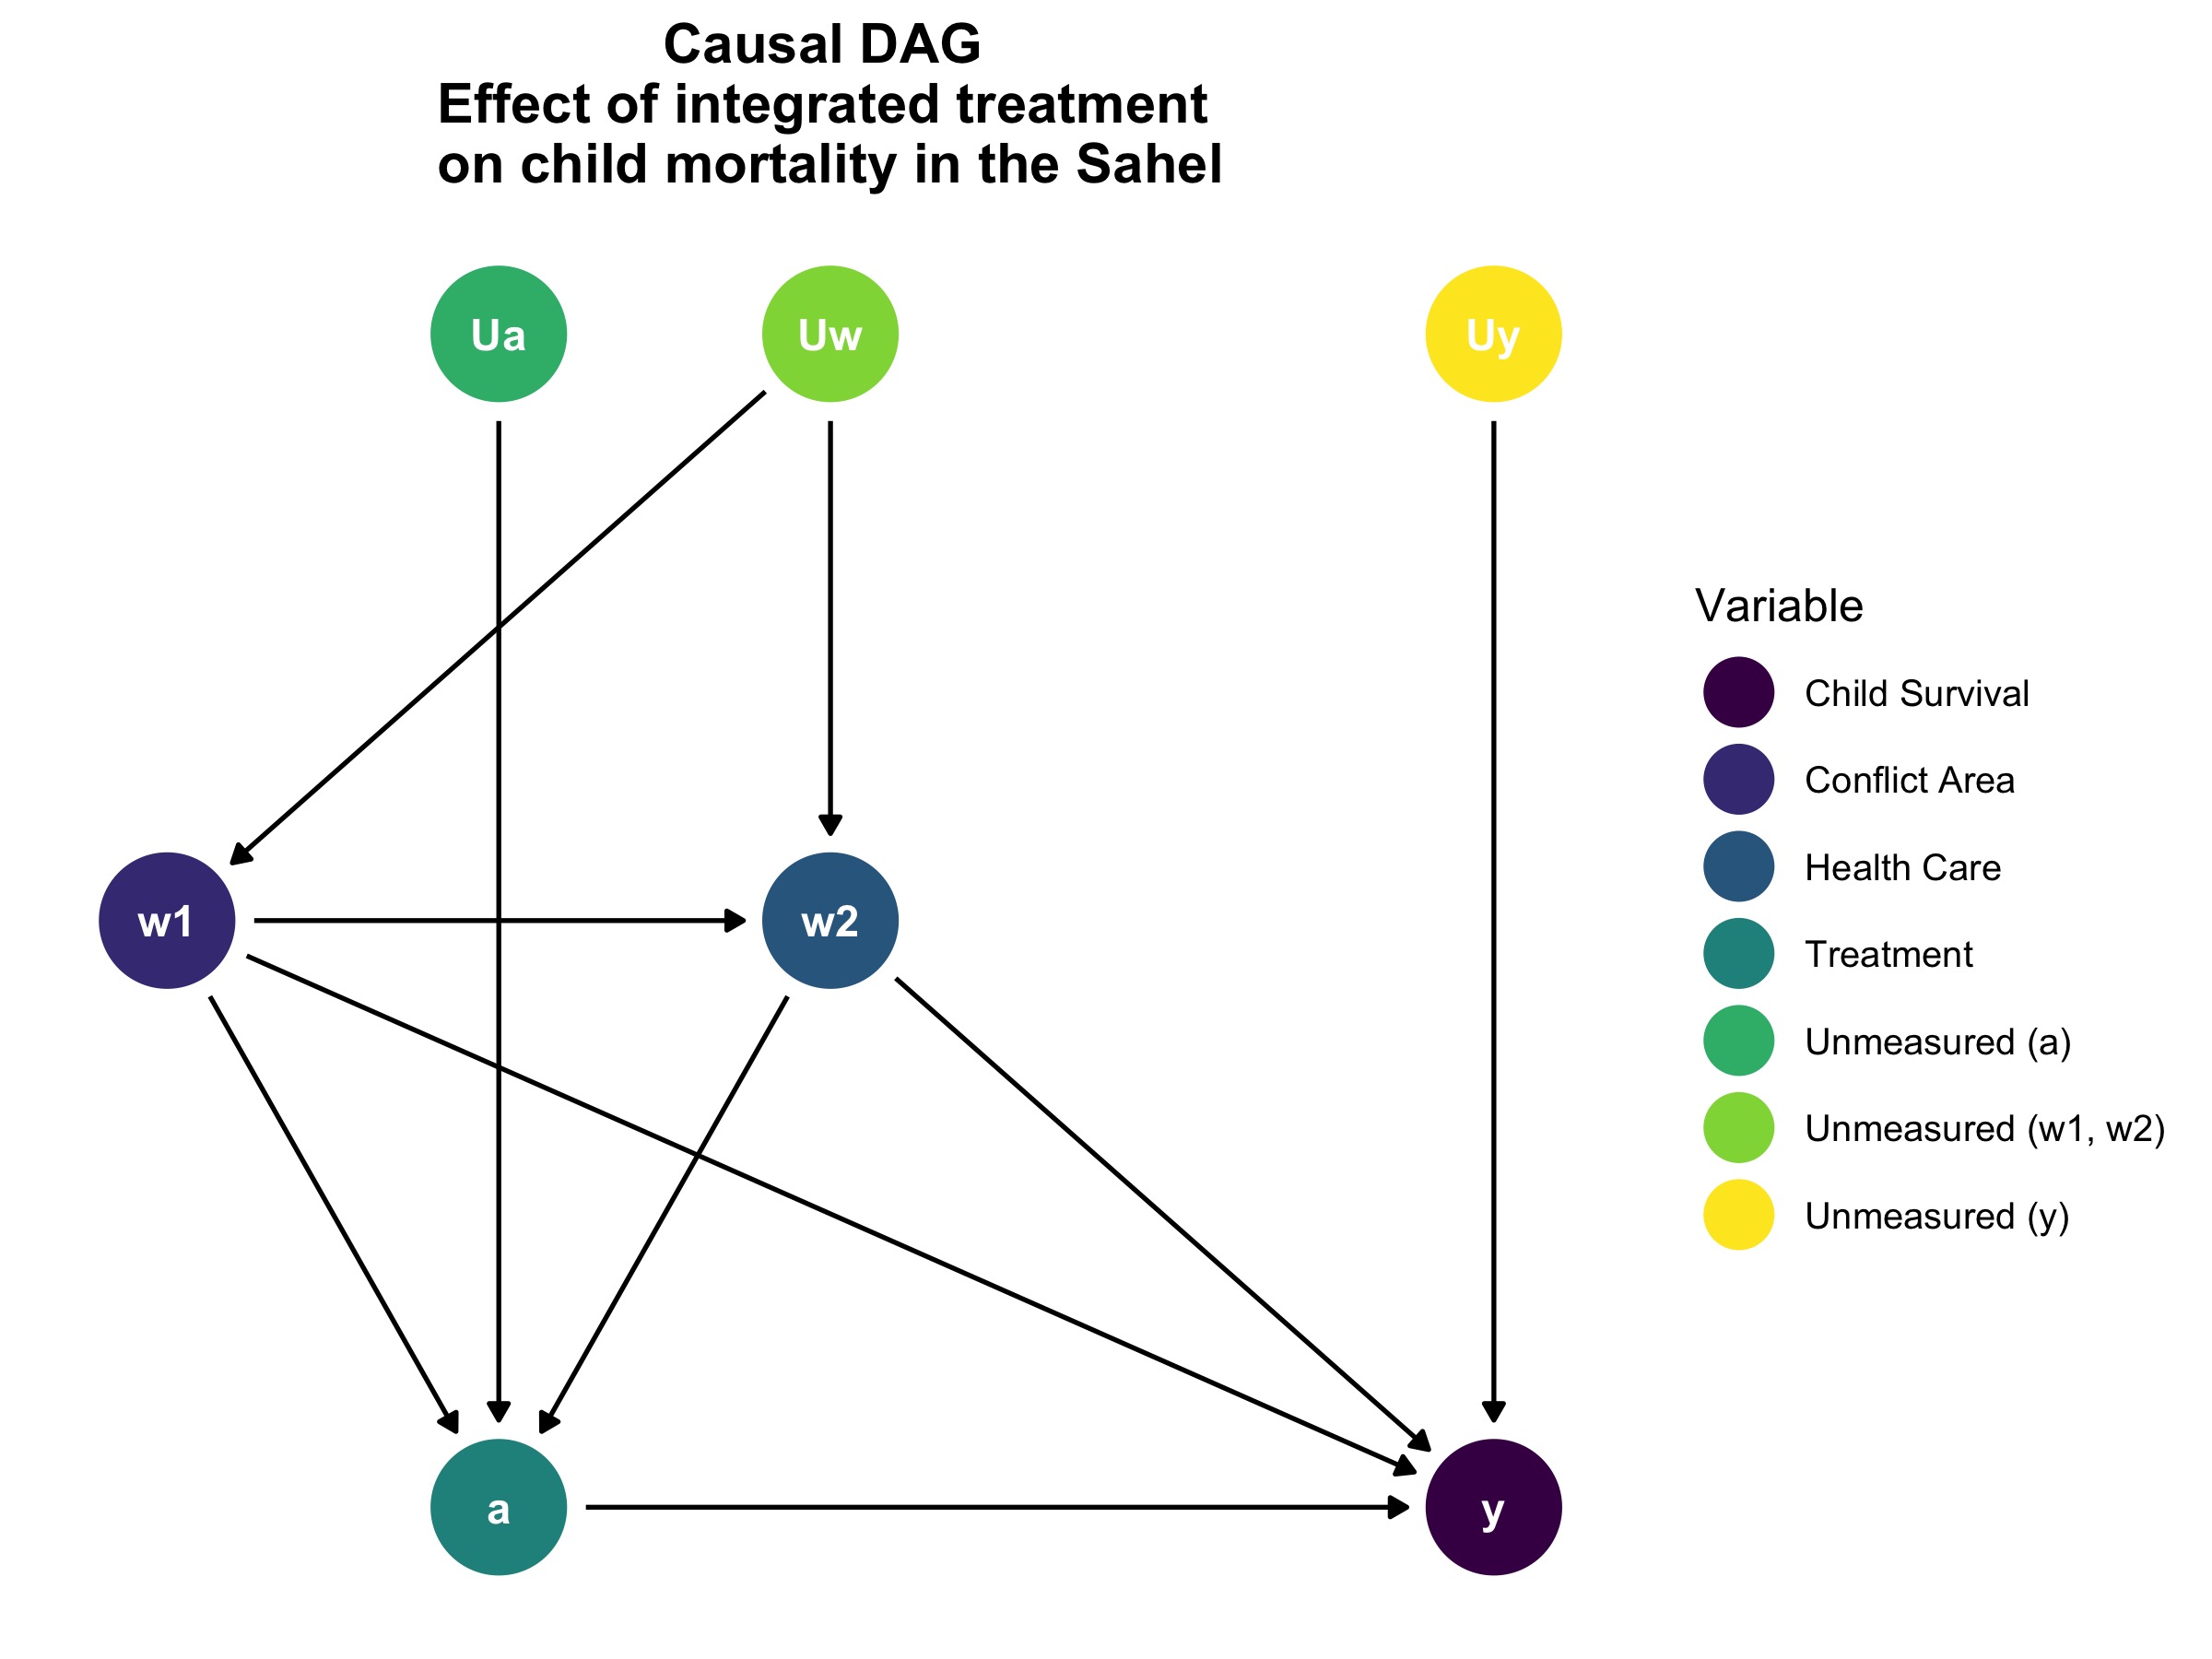 Causal DAG
Effect of integrated treatment
on child mortality in the Sahel
Ua
Uw
Uy
w1
w2
a
y
Variable
Child Survival
Conflict Area
Health Care
Treatment
Unmeasured (a)
Unmeasured (w1, w2)
Unmeasured (y)